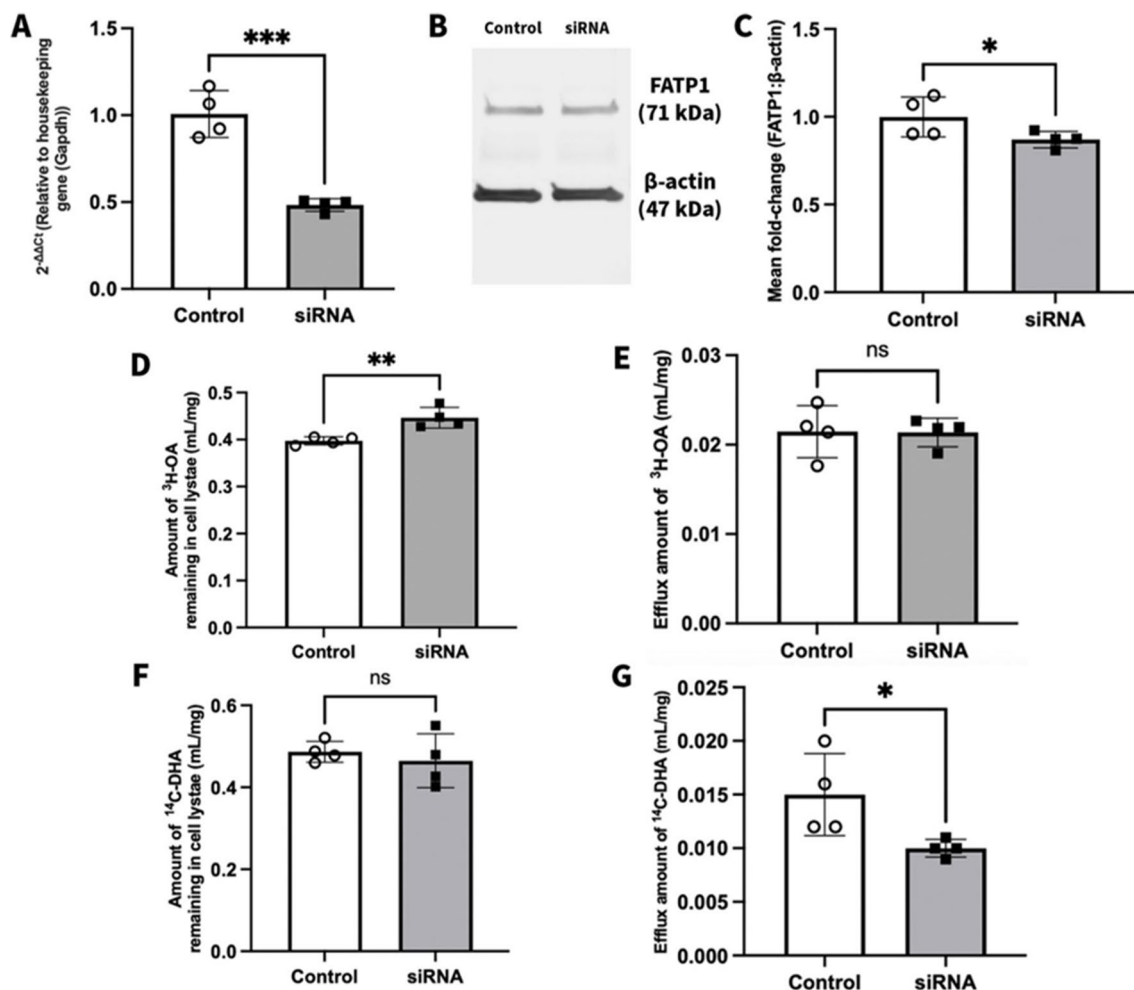 A
2-ΔΔCt (Relative to housekeeping
gene (Gapdh))
1.5
1.0
0.5
0.0
***
Control
siRNA
B
Control
siRNA
FATP1
(71 kDa)
β-actin
(47 kDa)
C
Mean fold-change (FATP1:β-actin)
1.5
1.0
0.5
0.0
*
Control
siRNA
D
Amount of ³H-OA
remaining in cell lystae (mL/mg)
0.5
0.4
0.3
0.2
0.1
0.0
**
Control
siRNA
E
Efflux amount of ³H-OA (mL/mg)
0.03
0.02
0.01
0.00
ns
Control
siRNA
F
Amount of ¹⁴C-DHA
remaining in cell lystae (mL/mg)
0.6
0.4
0.2
0.0
ns
Control
siRNA
G
Efflux amount of ¹⁴C-DHA (mL/mg)
0.025
0.020
0.015
0.010
0.005
0.000
*
Control
siRNA